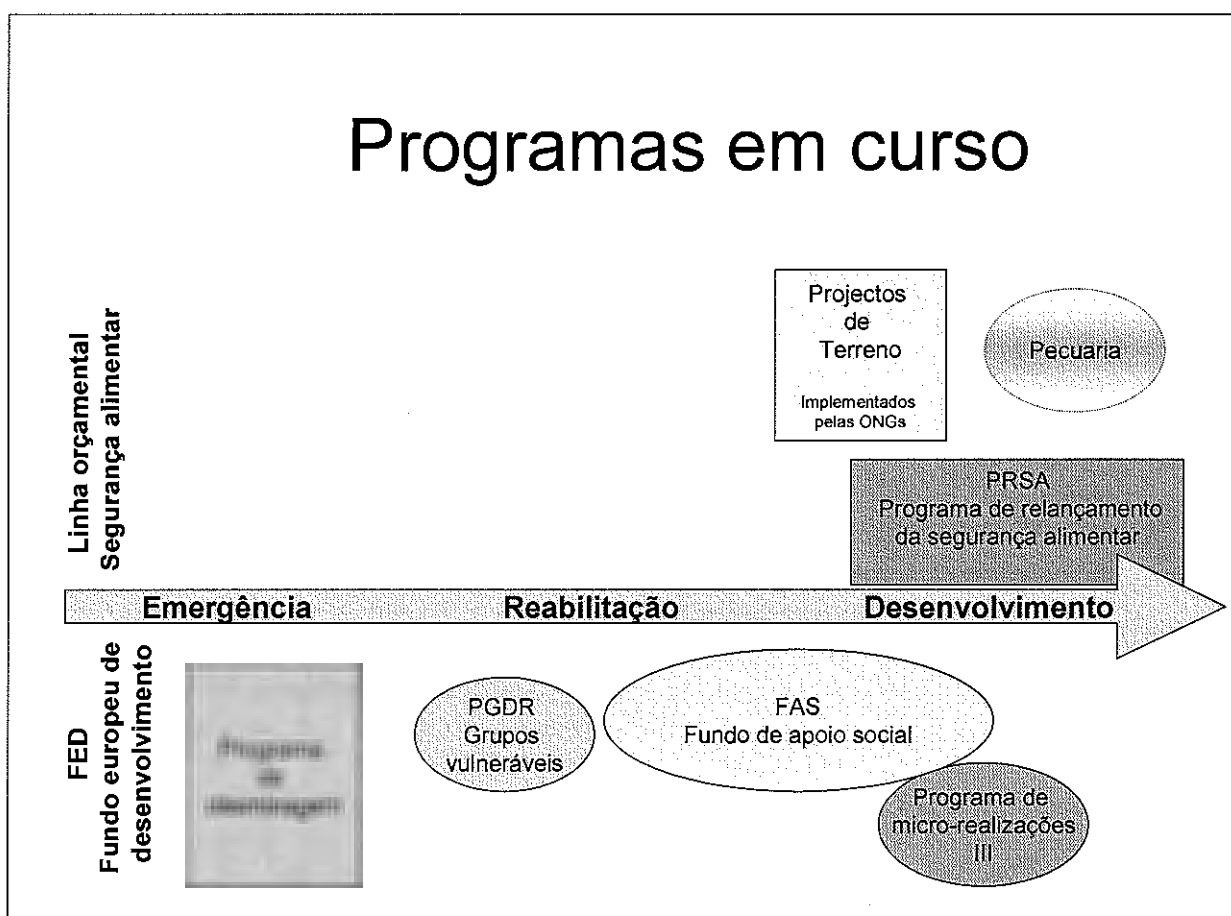 Programas em curso
Linha orçamental
Segurança alimentar
Projectos
de
Terreno
Implementados
pelas ONGs
Pecuaria
PRSA
Programa de relançamento
da segurança alimentar
Emergência Reabilitação Desenvolvimento
FED
Fundo europeu de
desenvolvimento
Programa
de
PGDR
Grupos
vulneráveis
FAS
Fundo de apoio social
Programa de
micro-realizações
III